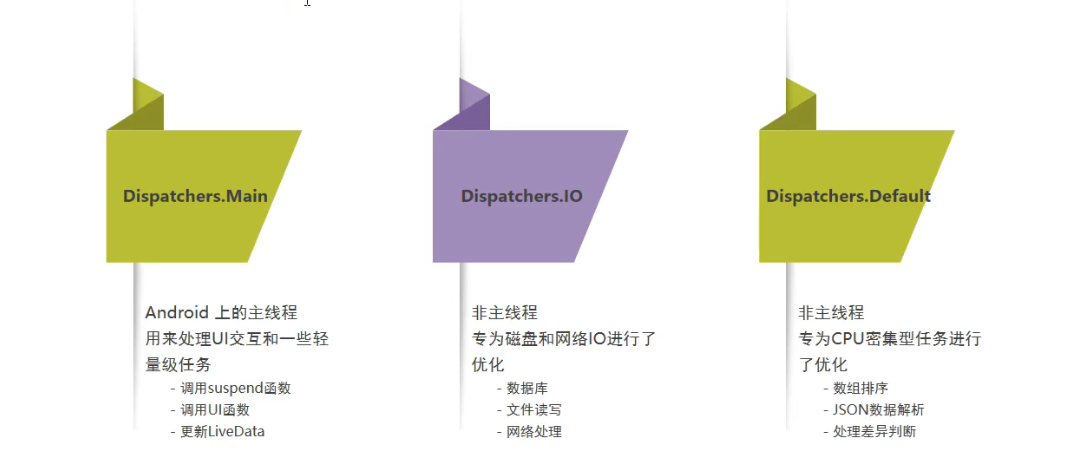 Dispatchers.Main
Android 上的主线程
用来处理UI交互和一些轻
量级任务
- 调用suspend函数
- 调用UI函数
- 更新LiveData
Dispatchers.IO
非主线程
专为磁盘和网络IO进行了
优化
- 数据库
- 文件读写
- 网络处理
Dispatchers.Default
非主线程
专为CPU密集型任务进行
了优化
- 数组排序
- JSON数据解析
- 处理差异判断